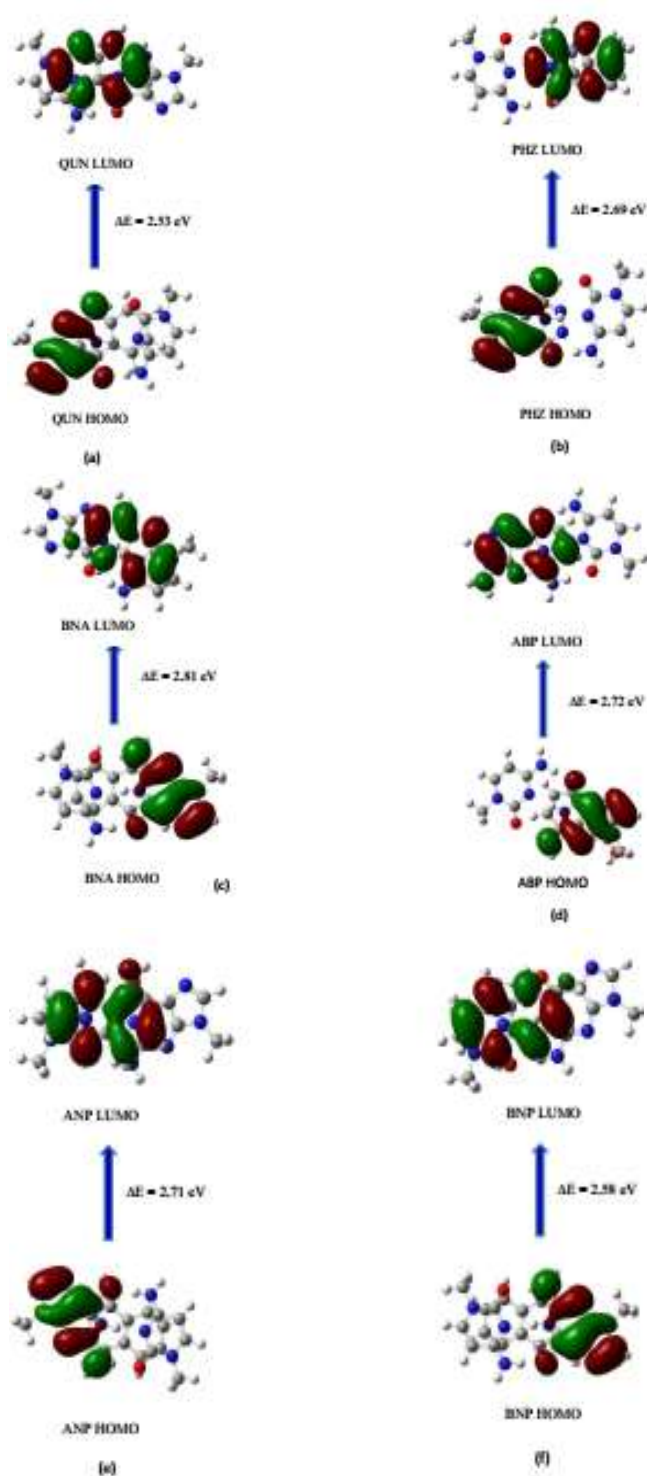 QUN LUMO
ΔE = 2.53 eV
QUN HOMO
(a)
PHZ LUMO
ΔE = 2.69 eV
PHZ HOMO
(b)
BNA LUMO
ΔE = 2.81 eV
BNA HOMO
(c)
ABP LUMO
ΔE = 2.72 eV
ABP HOMO
(d)
ANP LUMO
ΔE = 2.71 eV
ANP HOMO
(e)
BNP LUMO
ΔE = 2.58 eV
BNP HOMO
(f)